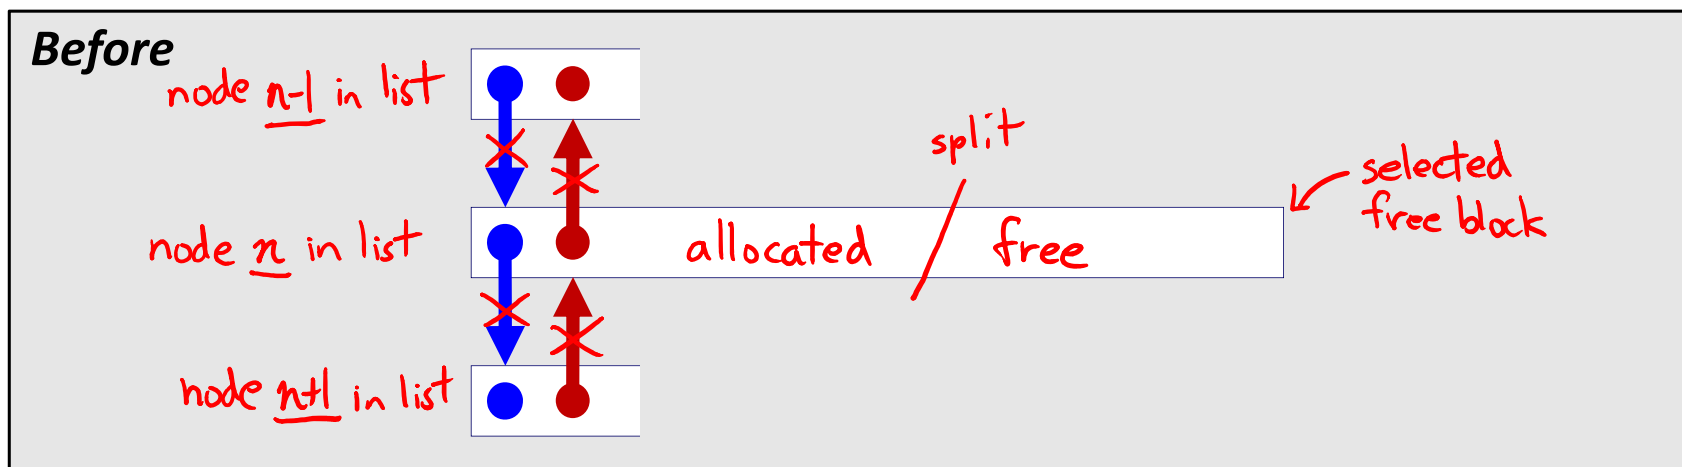 Before
node n-1 in list
split
selected
free block
node n in list
allocated
free
node n+1 in list